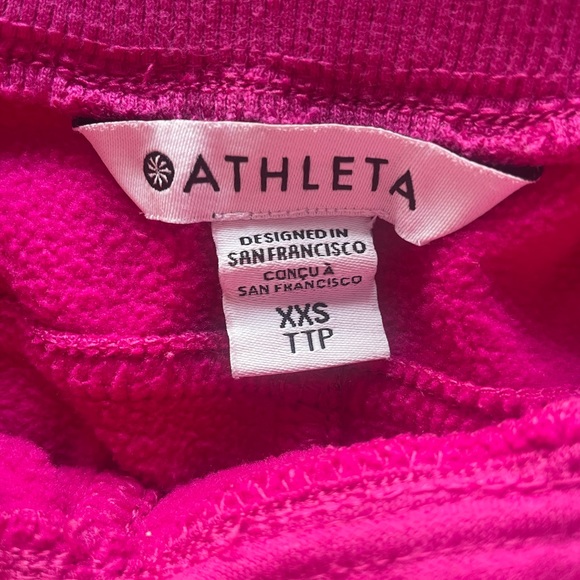 ATHLETA
DESIGNED IN
SAN FRANCISCO
CONÇU À
SAN FRANCISCO
XXS
TTP